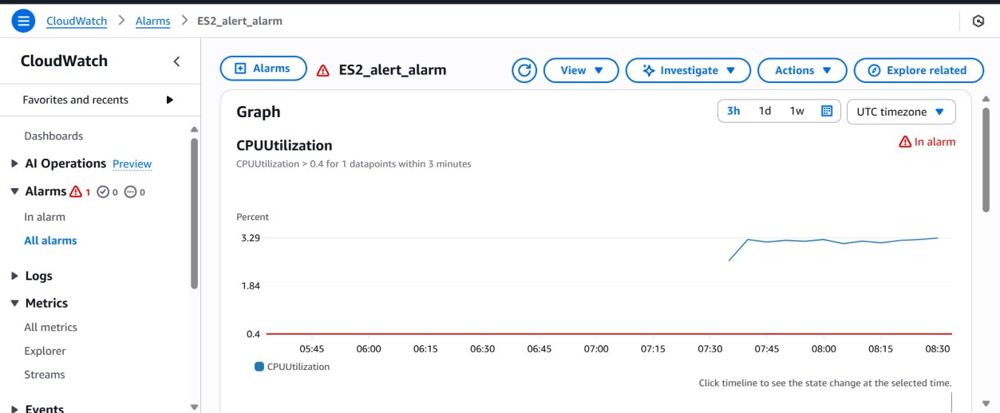 CloudWatch > Alarms > ES2_alert_alarm
CloudWatch
Favorites and recents
Dashboards
AI Operations Preview
Alarms 1 0 0
In alarm
All alarms
Logs
Metrics
All metrics
Explorer
Streams
Events
Alarms
ES2_alert_alarm
View
Investigate
Actions
Explore related
Graph
3h 1d 1w
UTC timezone
CPUUtilization
In alarm
CPUUtilization > 0.4 for 1 datapoints within 3 minutes
Percent
3.29
1.84
0.4
05:45 06:00 06:15 06:30 06:45 07:00 07:15 07:30 07:45 08:00 08:15 08:30
CPUUtilization
Click timeline to see the state change at the selected time.